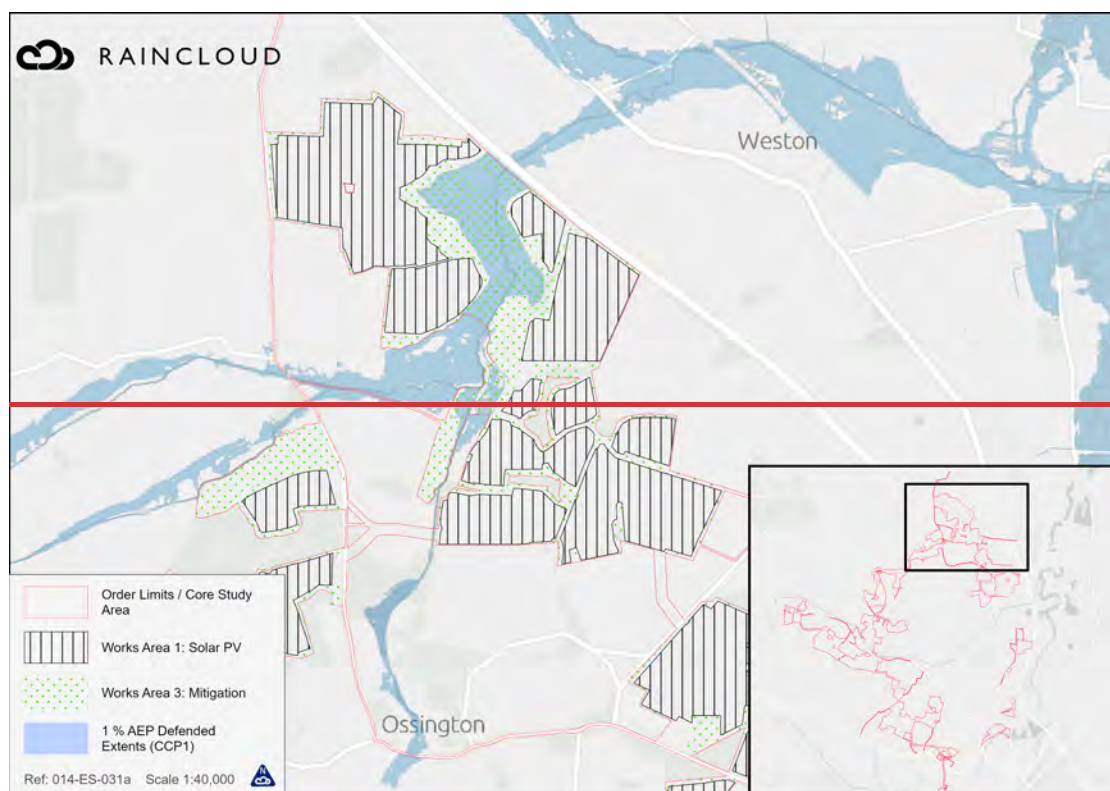 RAINCLOUD
Weston
Order Limits / Core Study
Area
Works Area 1: Solar PV
Works Area 3: Mitigation
1 % AEP Defended
Extents (CCP1)
Ossington
Ref: 014-ES-031a Scale 1:40,000
N